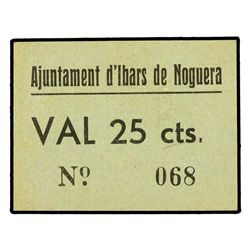 Ajuntament d'Ibars de Noguera
VAL 25 cts.
Nº 068